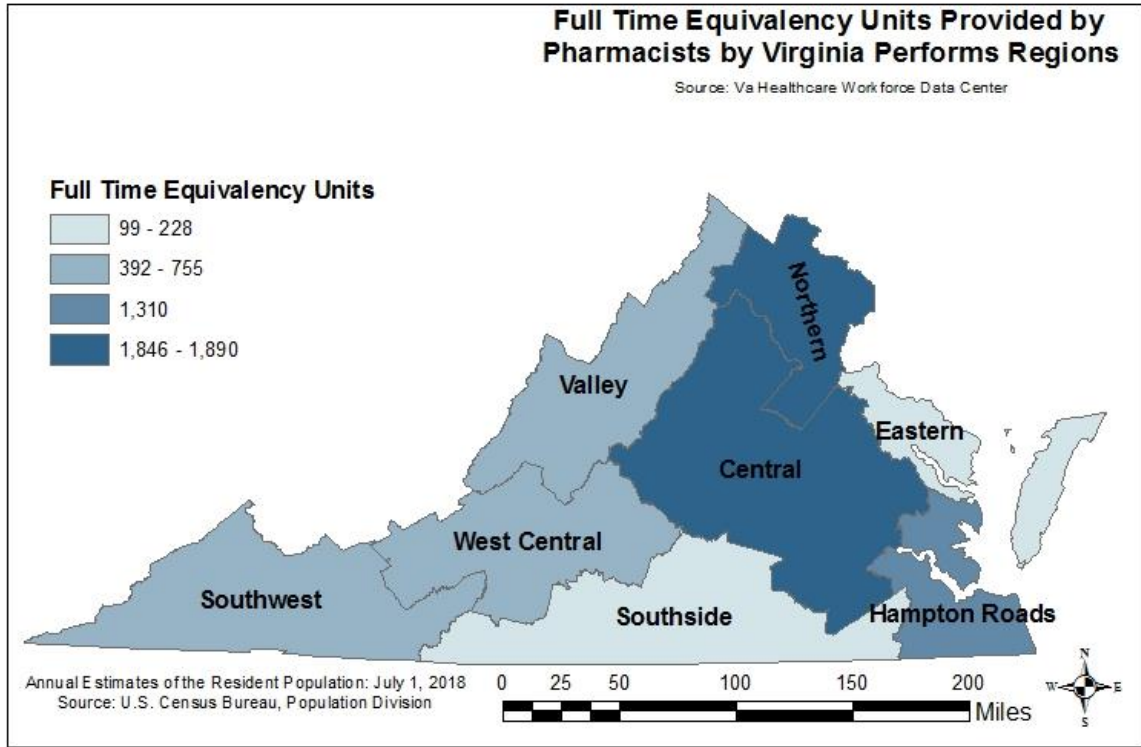 Full Time Equivalency Units Provided by
Pharmacists by Virginia Performs Regions
Source: Va Healthcare Workforce Data Center
Full Time Equivalency Units
99 - 228
392 - 755
1,310
1,846 - 1,890
Northern
Valley
Eastern
Central
West Central
Southwest
Southside
Hampton Roads
Annual Estimates of the Resident Population: July 1, 2018
Source: U.S. Census Bureau, Population Division
0 25 50 100 150 200
Miles
N
W E
S